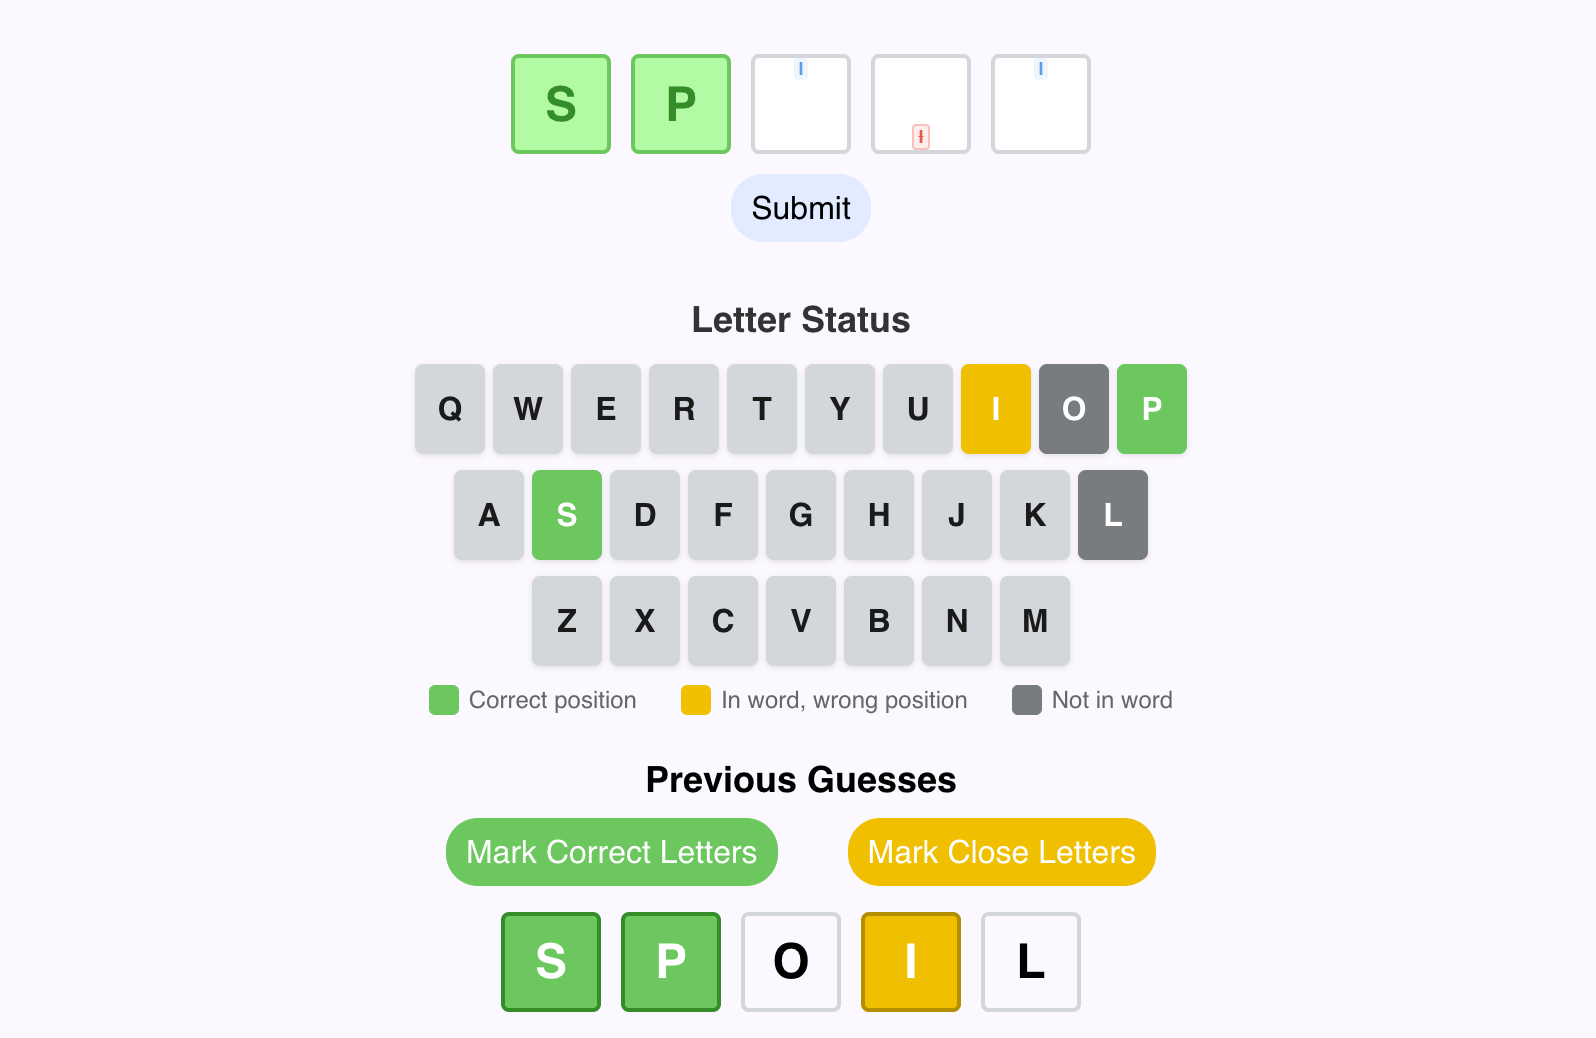 S P I I I
Submit
Letter Status
Q W E R T Y U I O P
A S D F G H J K L
Z X C V B N M
Correct position In word, wrong position Not in word
Previous Guesses
Mark Correct Letters Mark Close Letters
S P O I L